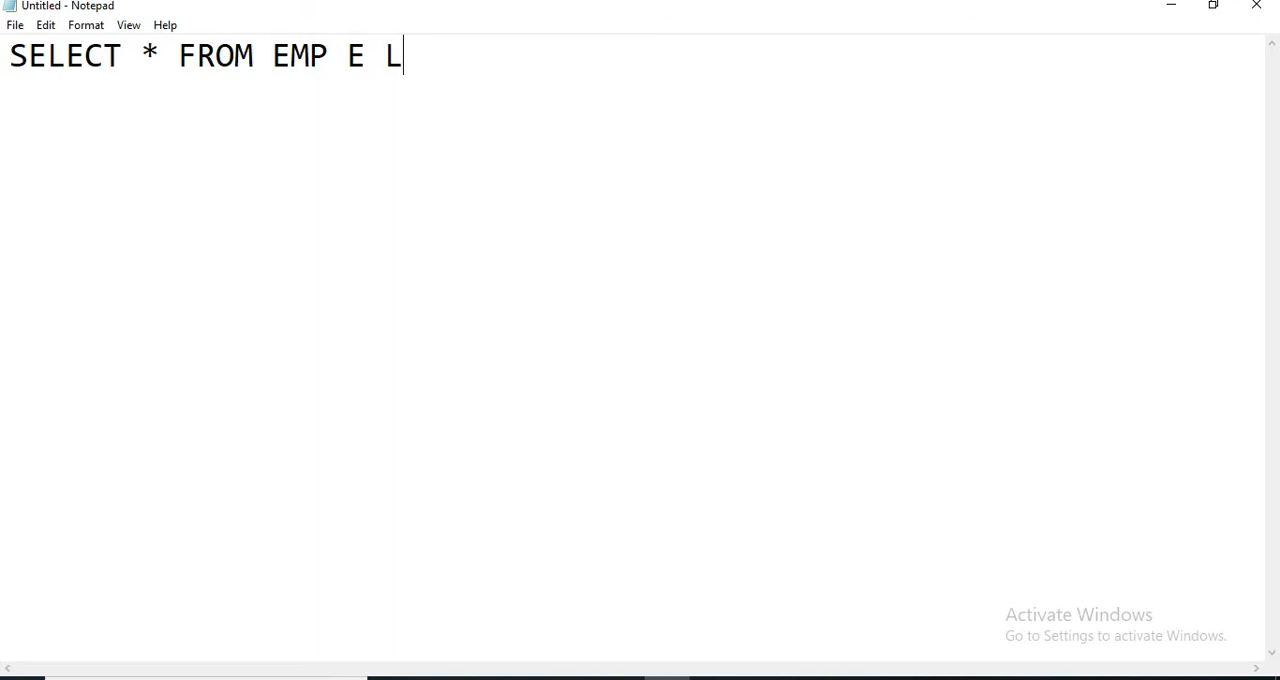 Untitled - Notepad
File Edit Format View Help
SELECT * FROM EMP E L
Activate Windows
Go to Settings to activate Windows.